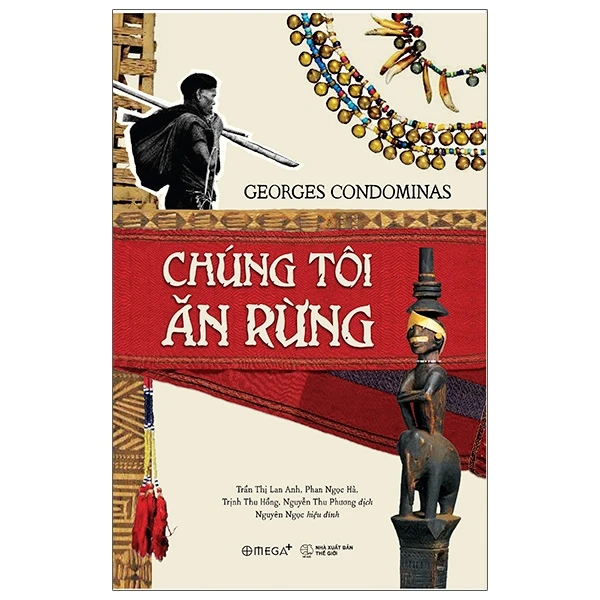 GEORGES CONDOMINAS
CHÚNG TÔI
ĂN RỪNG
Trần Thị Lan Anh, Phan Ngọc Hà,
Trịnh Thu Hồng, Nguyễn Thu Phương dịch
Nguyên Ngọc hiệu đính
OMEGA+
NHÀ XUẤT BẢN
THẾ GIỚI